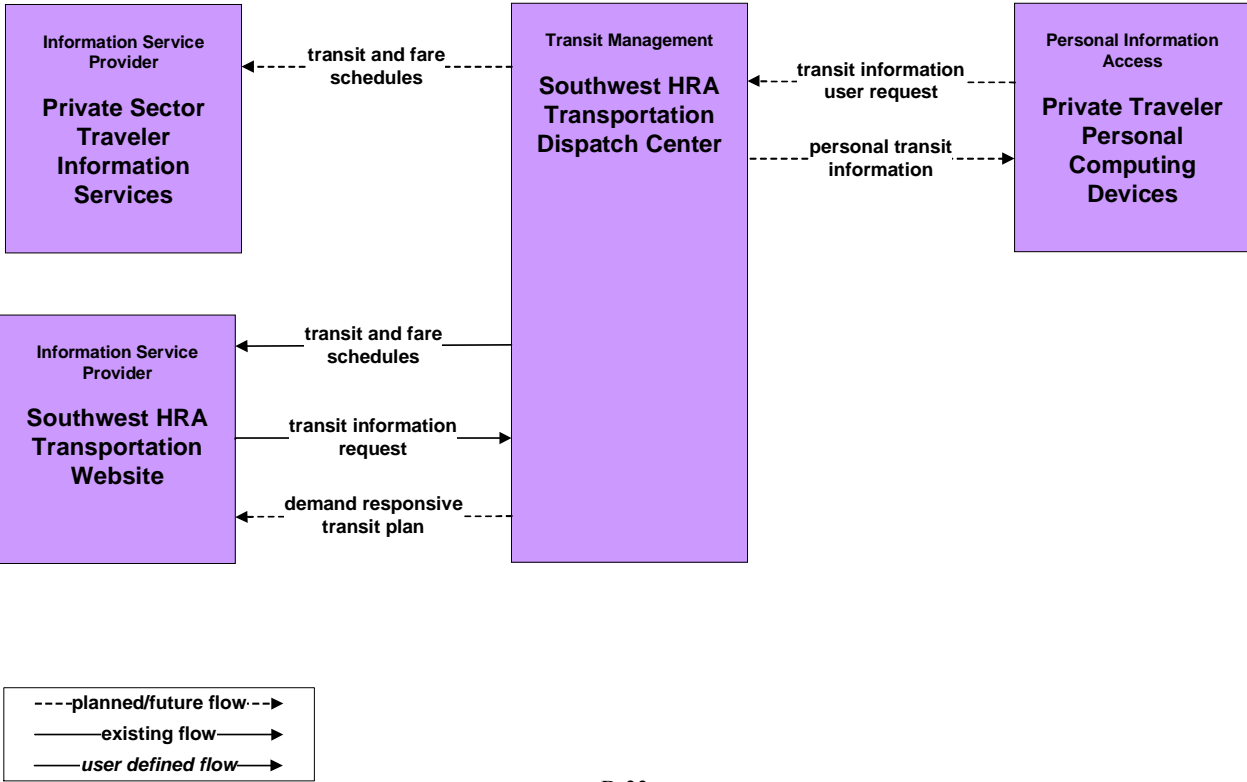 Information Service
Provider
Private Sector
Traveler
Information
Services
transit and fare
schedules
Transit Management
Southwest HRA
Transportation
Dispatch Center
transit information
user request
personal transit
information
Personal Information
Access
Private Traveler
Personal
Computing
Devices
Information Service
Provider
Southwest HRA
Transportation
Website
transit and fare
schedules
transit information
request
demand responsive
transit plan
planned/future flow
existing flow
user defined flow